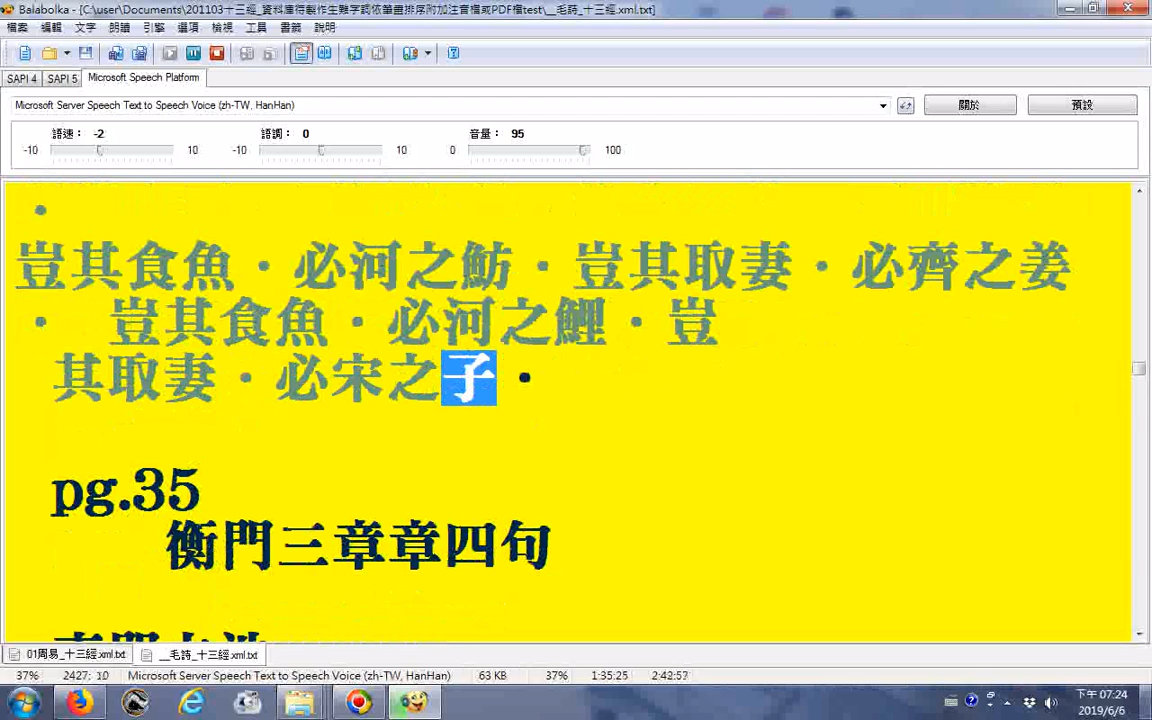 Balabolka - [C:\user\Documents\201103十三經_資料庫待製作生難字詞依筆畫排序附加注音檔或PDF檔test\__毛詩_十三經.xml.txt]
檔案 編輯 文字 朗讀 引擎 選項 檢視 工具 書籤 說明
SAPI 4 SAPI 5 Microsoft Speech Platform
Microsoft Server Speech Text to Speech Voice (zh-TW, HanHan) 關於 預設
語速： -2 語調： 0 音量： 95
-10 10 -10 10 0 100
．
豈其食魚．必河之魴．豈其取妻．必齊之姜
． 豈其食魚．必河之鯉．豈
其取妻．必宋之子．
pg.35
衡門三章章四句
01周易_十三經.xml.txt __毛詩_十三經.xml.txt
37% 2427: 10 Microsoft Server Speech Text to Speech Voice (zh-TW, HanHan) 63 KB 37% 1:35:25 2:42:57
下午 07:24
2019/6/6